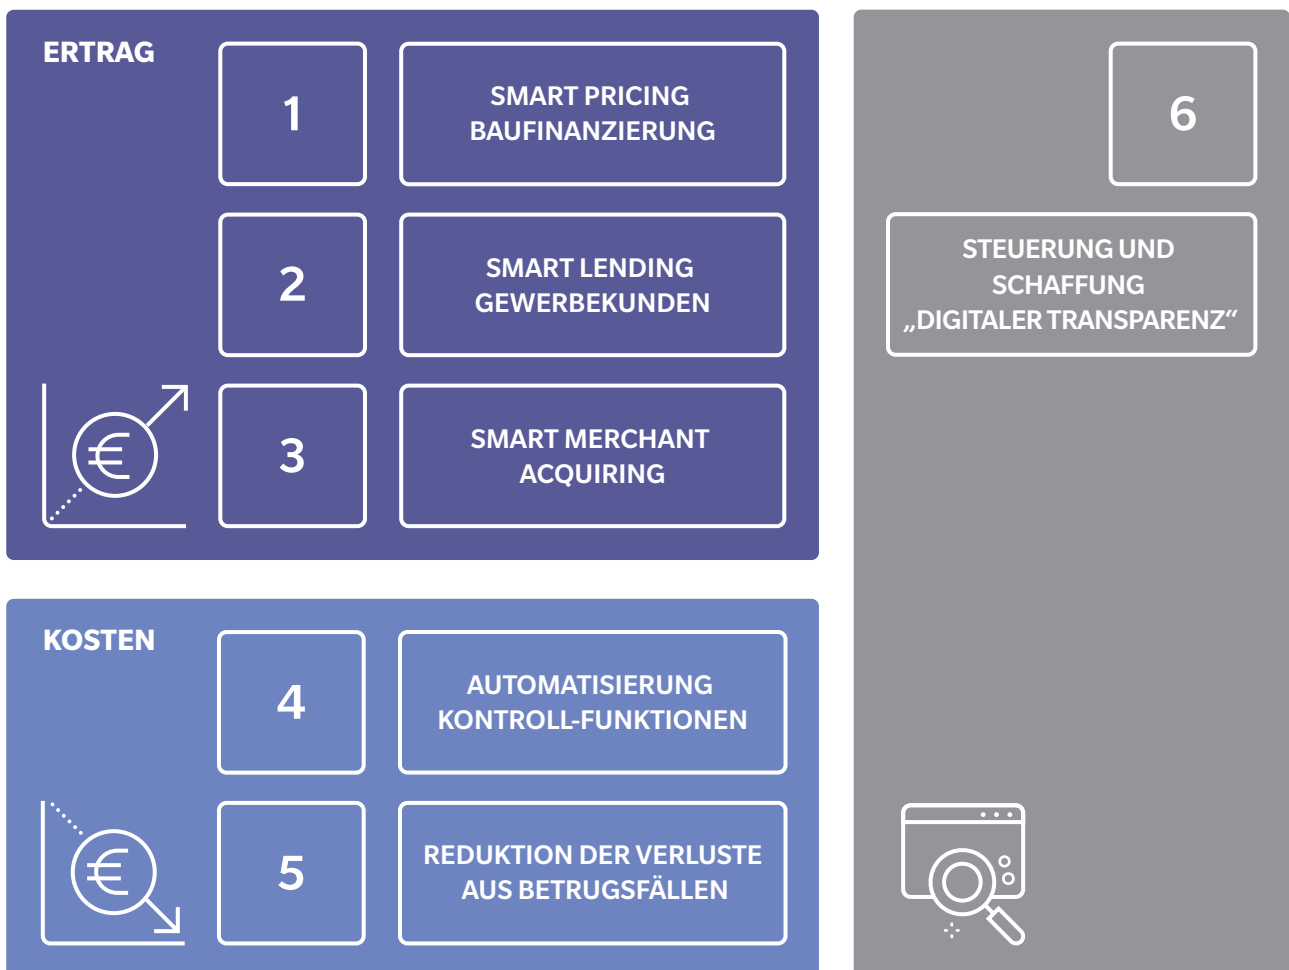 ERTRAG
1
SMART PRICING
BAUFINANZIERUNG
2
SMART LENDING
GEWERBEKUNDEN
3
SMART MERCHANT
ACQUIRING
KOSTEN
4
AUTOMATISIERUNG
KONTROLL-FUNKTIONEN
5
REDUKTION DER VERLUSTE
AUS BETRUGSFÄLLEN
6
STEUERUNG UND
SCHAFFUNG
„DIGITALER TRANSPARENZ“